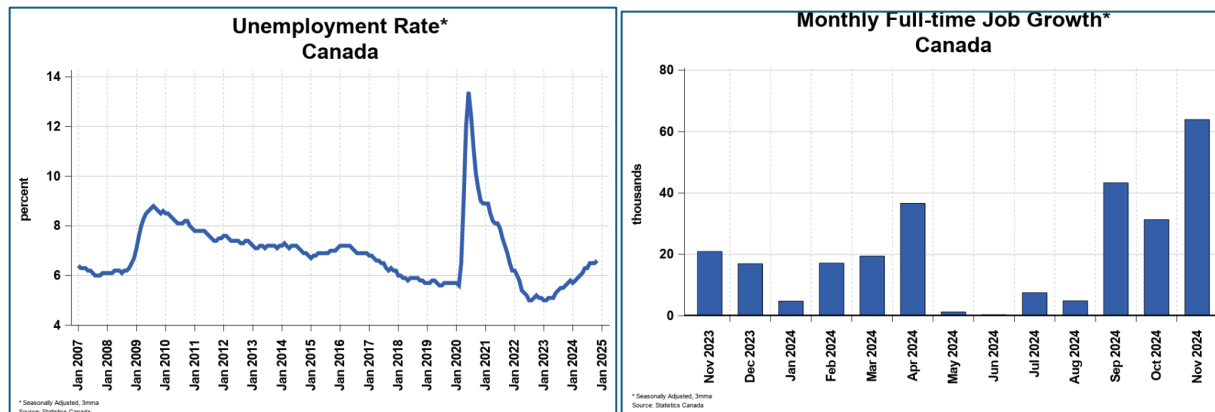 Unemployment Rate*
Canada
percent
14
12
10
8
6
4
Jan 2007
Jan 2008
Jan 2009
Jan 2010
Jan 2011
Jan 2012
Jan 2013
Jan 2014
Jan 2015
Jan 2016
Jan 2017
Jan 2018
Jan 2019
Jan 2020
Jan 2021
Jan 2022
Jan 2023
Jan 2024
Jan 2025
* Seasonally Adjusted, 3mma
Source: Statistics Canada
Monthly Full-time Job Growth*
Canada
thousands
80
60
40
20
0
Nov 2023
Dec 2023
Jan 2024
Feb 2024
Mar 2024
Apr 2024
May 2024
Jun 2024
Jul 2024
Aug 2024
Sep 2024
Oct 2024
Nov 2024
* Seasonally Adjusted, 3mma
Source: Statistics Canada